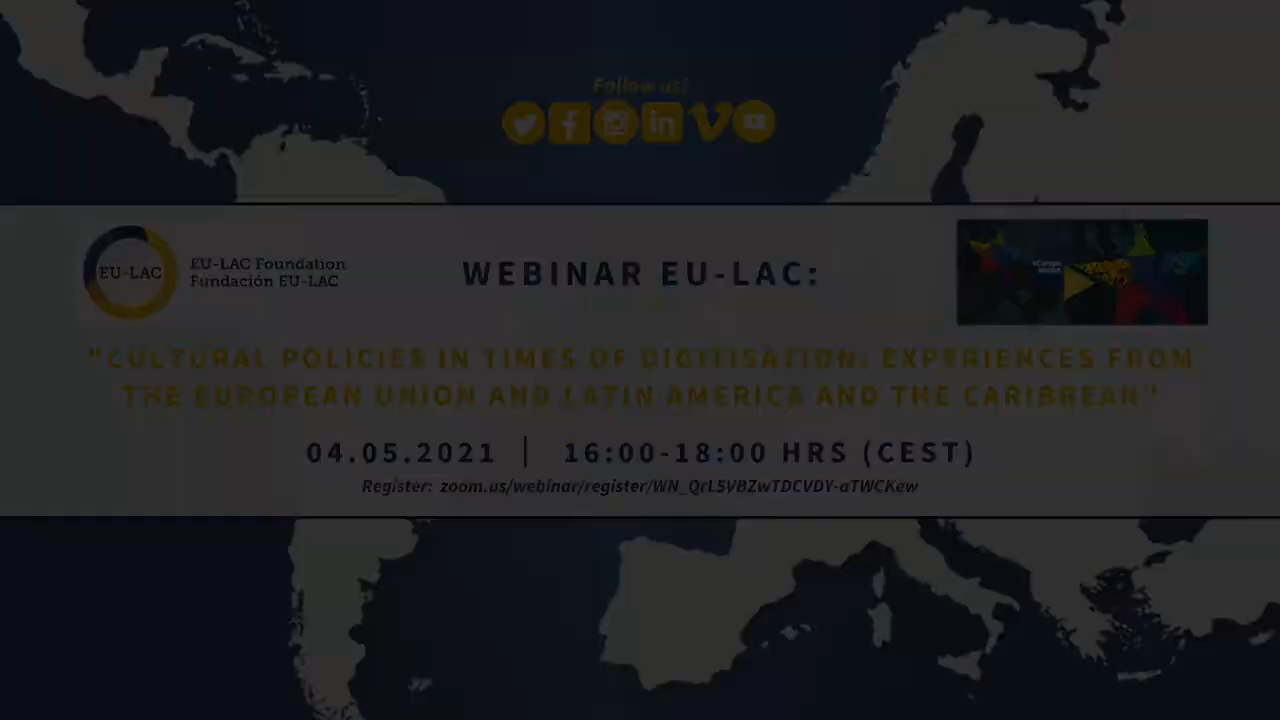 Follow us!
EU-LAC
EU-LAC Foundation
Fundación EU-LAC
WEBINAR EU-LAC:
"CULTURAL POLICIES IN TIMES OF DIGITISATION: EXPERIENCES FROM
THE EUROPEAN UNION AND LATIN AMERICA AND THE CARIBBEAN"
04.05.2021 | 16:00-18:00 HRS (CEST)
Register: zoom.us/webinar/register/WN_QrL5VBZwTDCVDY-aTWCKew